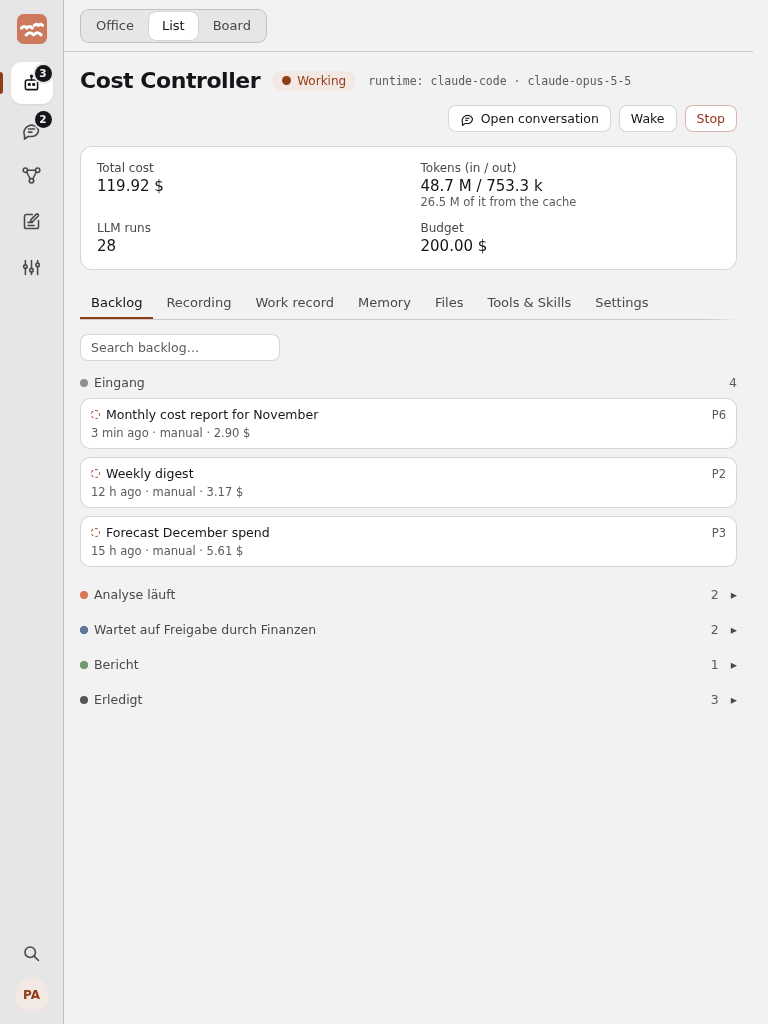 Office List Board
3
2
Cost Controller Working runtime: claude-code · claude-opus-5-5
Open conversation Wake Stop
Total cost
119.92 $
Tokens (in / out)
48.7 M / 753.3 k
26.5 M of it from the cache
LLM runs
28
Budget
200.00 $
Backlog Recording Work record Memory Files Tools & Skills Settings
Search backlog...
Eingang 4
Monthly cost report for November P6
3 min ago · manual · 2.90 $
Weekly digest P2
12 h ago · manual · 3.17 $
Forecast December spend P3
15 h ago · manual · 5.61 $
Analyse läuft 2 ▸
Wartet auf Freigabe durch Finanzen 2 ▸
Bericht 1 ▸
Erledigt 3 ▸
PA